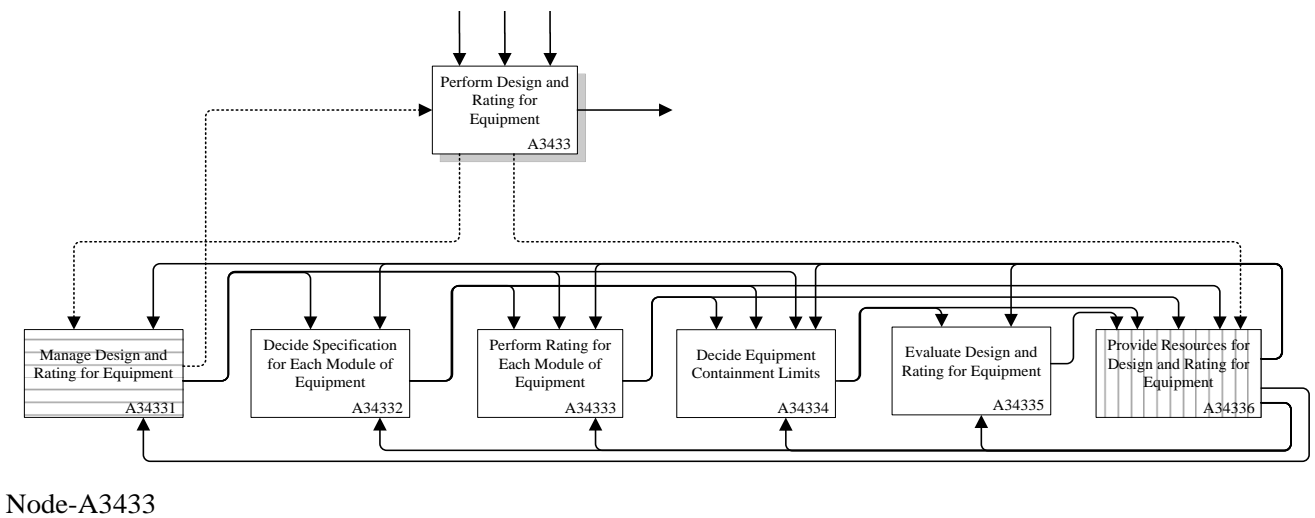 Perform Design and
Rating for
Equipment
A3433
Manage Design and
Rating for Equipment
A34331
Decide Specification
for Each Module of
Equipment
A34332
Perform Rating for
Each Module of
Equipment
A34333
Decide Equipment
Containment Limits
A34334
Evaluate Design and
Rating for Equipment
A34335
Provide Resources for
Design and Rating for
Equipment
A34336
Node-A3433